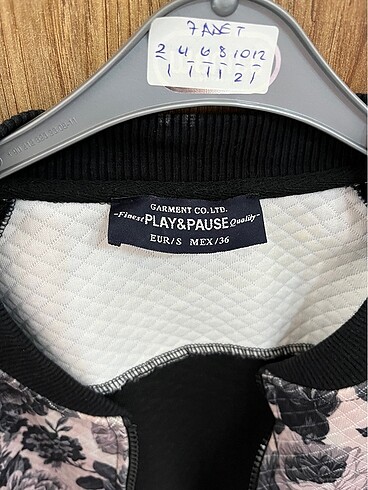 7 ADET
2 4 6 8 10 12
1 1 1 1 2 1
GARMENT CO. LTD.
-Finest PLAY&PAUSE Quality-
EUR/S MEX/36